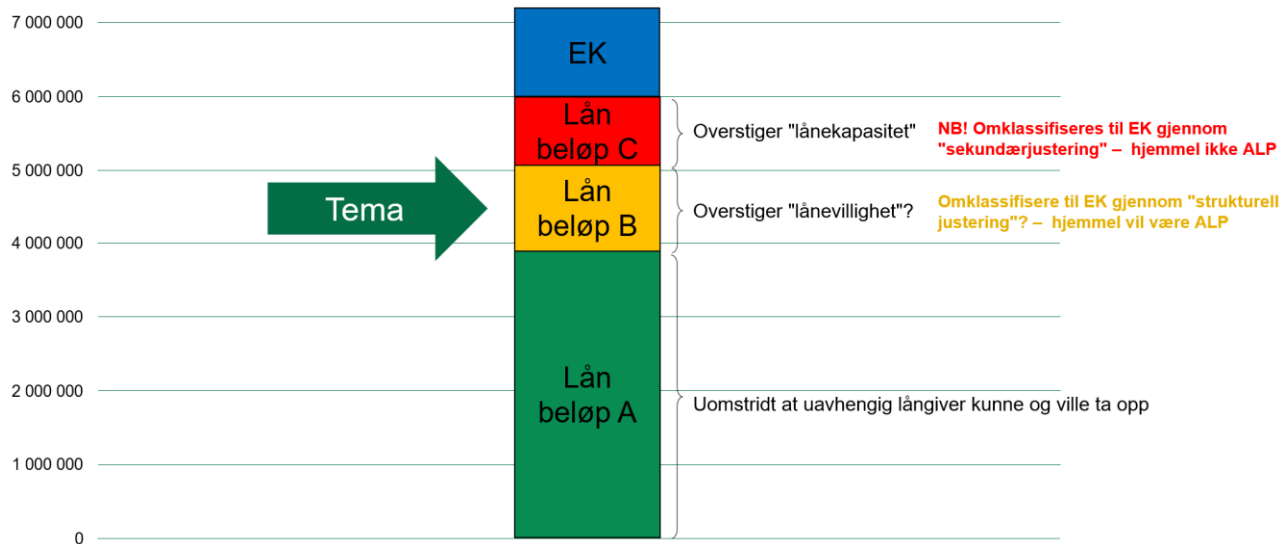 7 000 000
EK
6 000 000
Lån
beløp C
Overstiger "lånekapasitet"
NB! Omklassifiseres til EK gjennom
"sekundærjustering" – hjemmel ikke ALP
5 000 000
Tema
Lån
beløp B
Overstiger "lånevillighet"?
Omklassifisere til EK gjennom "strukturell
justering"? – hjemmel vil være ALP
4 000 000
3 000 000
2 000 000
Lån
beløp A
Uomstridt at uavhengig långiver kunne og ville ta opp
1 000 000
0